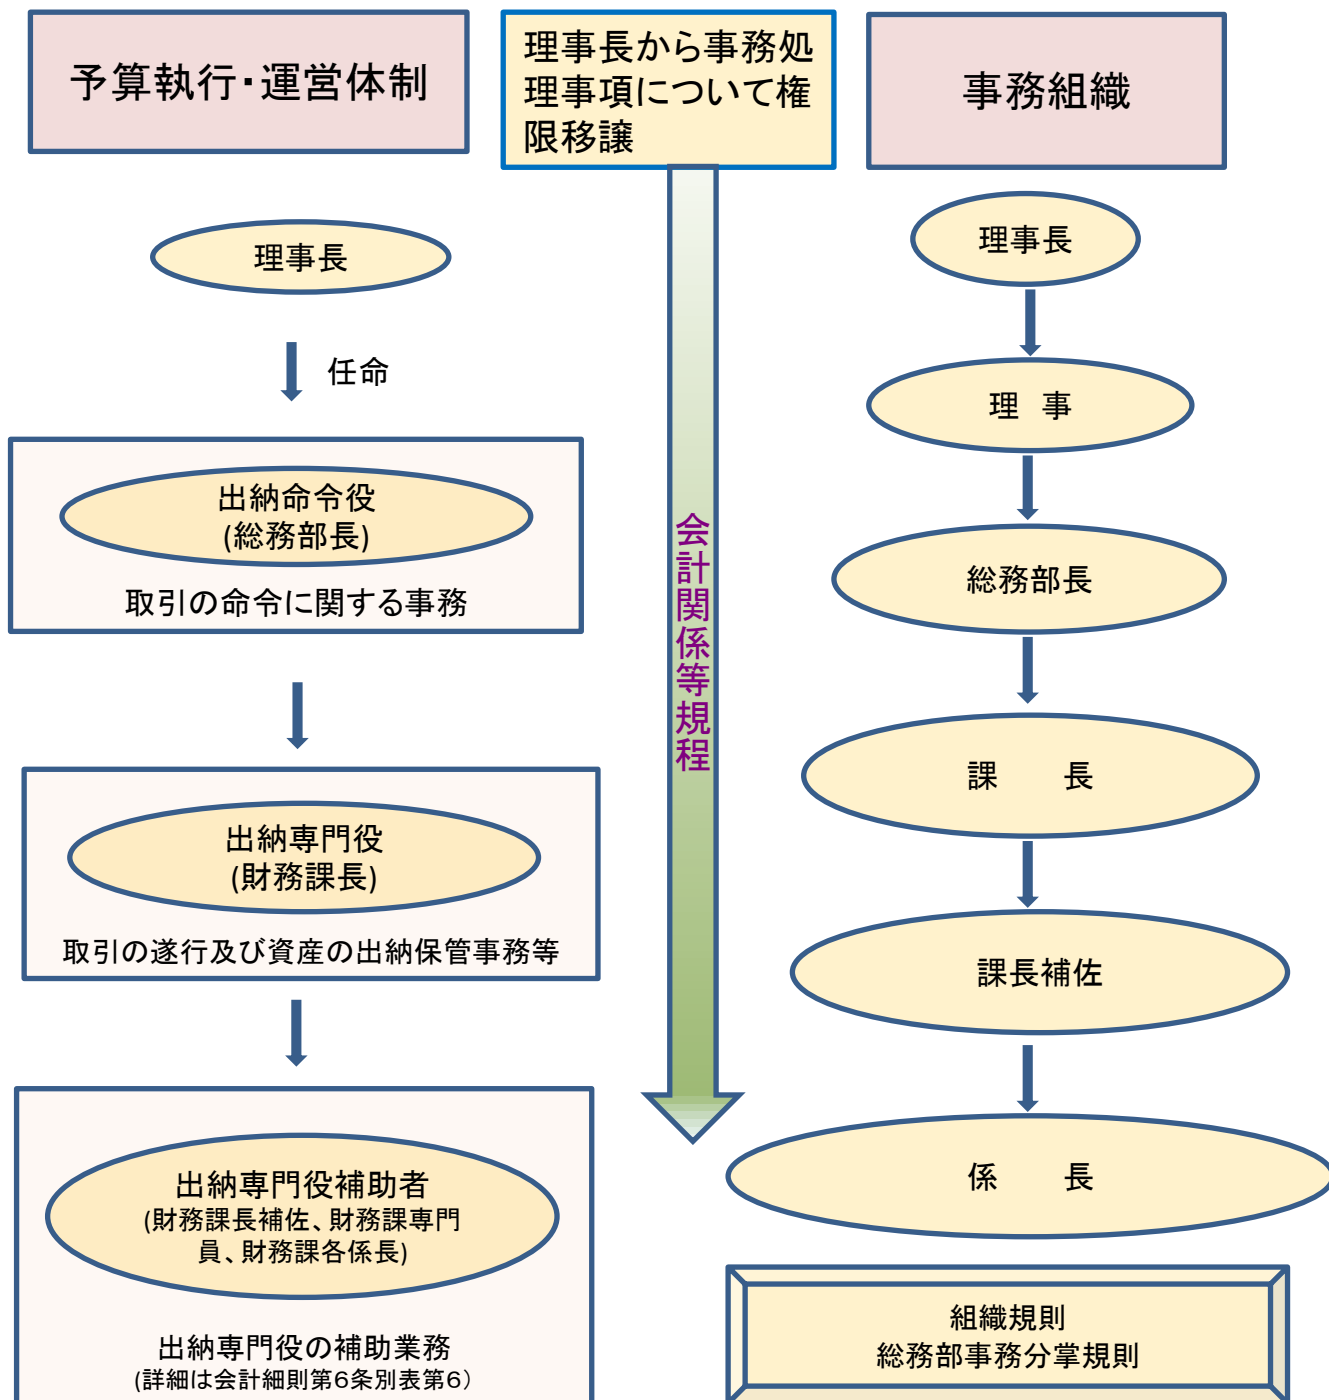 予算執行・運営体制
理事長から事務処
理事項について権
限移譲
事務組織
理事長
任命
出納命令役
(総務部長)
取引の命令に関する事務
出納専門役
(財務課長)
取引の遂行及び資産の出納保管事務等
出納専門役補助者
(財務課長補佐、財務課専門
員、財務課各係長)
出納専門役の補助業務
(詳細は会計細則第6条別表第6)
会計関係等規程
理事長
理　事
総務部長
課　　長
課長補佐
係　　長
組織規則
総務部事務分掌規則